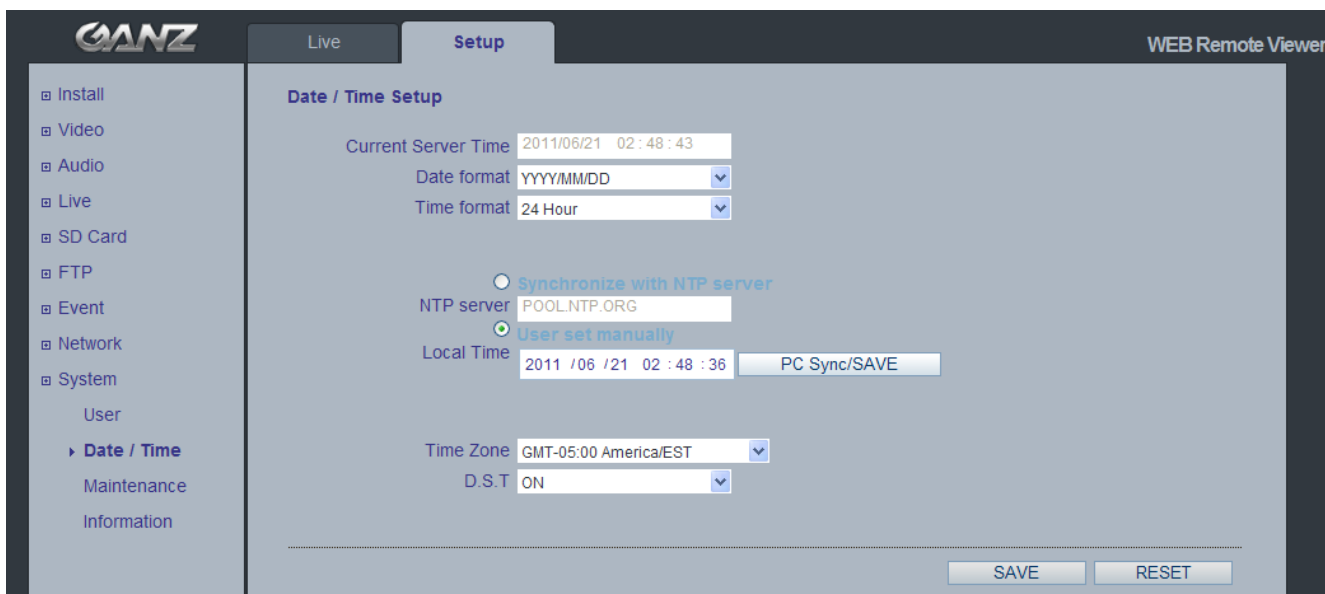 GANZ
Live
Setup
WEB Remote Viewer
Install
Video
Audio
Live
SD Card
FTP
Event
Network
System
User
Date / Time
Maintenance
Information
Date / Time Setup
Current Server Time 2011/06/21 02 : 48 : 43
Date format YYYY/MM/DD
Time format 24 Hour
Synchronize with NTP server
NTP server POOL.NTP.ORG
User set manually
Local Time 2011 / 06 / 21 02 : 48 : 36 PC Sync/SAVE
Time Zone GMT-05:00 America/EST
D.S.T ON
SAVE RESET